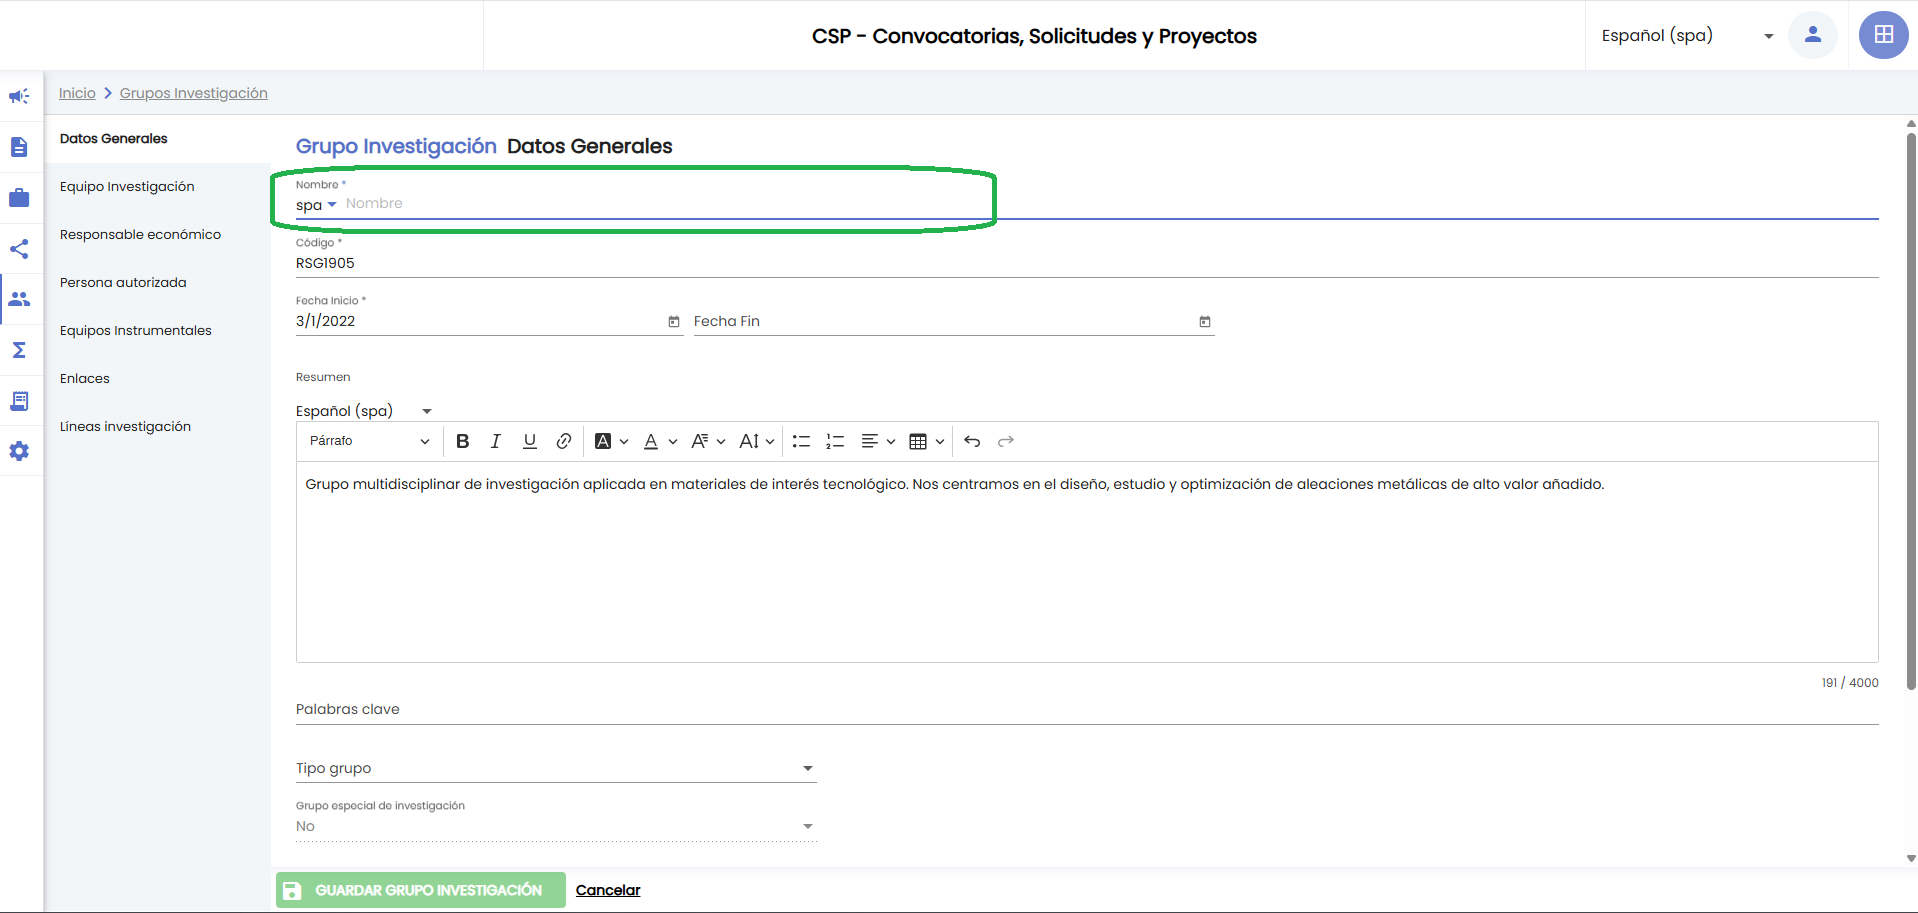 CSP - Convocatorias, Solicitudes y Proyectos
Español (spa)
Inicio > Grupos Investigación
Datos Generales
Equipo Investigación
Responsable económico
Persona autorizada
Equipos Instrumentales
Enlaces
Líneas investigación
Grupo Investigación Datos Generales
Nombre *
spa Nombre
Código *
RSG1905
Fecha Inicio *
3/1/2022
Fecha Fin
Resumen
Español (spa)
Párrafo
Grupo multidisciplinar de investigación aplicada en materiales de interés tecnológico. Nos centramos en el diseño, estudio y optimización de aleaciones metálicas de alto valor añadido.
191 / 4000
Palabras clave
Tipo grupo
Grupo especial de investigación
No
GUARDAR GRUPO INVESTIGACIÓN
Cancelar